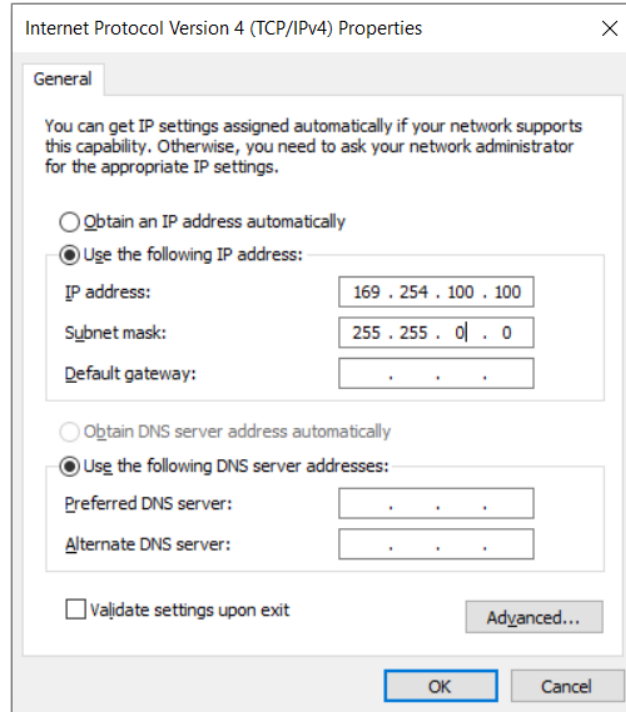 Internet Protocol Version 4 (TCP/IPv4) Properties
General
You can get IP settings assigned automatically if your network supports
this capability. Otherwise, you need to ask your network administrator
for the appropriate IP settings.
Obtain an IP address automatically
Use the following IP address:
IP address: 169 . 254 . 100 . 100
Subnet mask: 255 . 255 . 0 . 0
Default gateway: . . .
Obtain DNS server address automatically
Use the following DNS server addresses:
Preferred DNS server: . . .
Alternate DNS server: . . .
Validate settings upon exit
Advanced...
OK Cancel